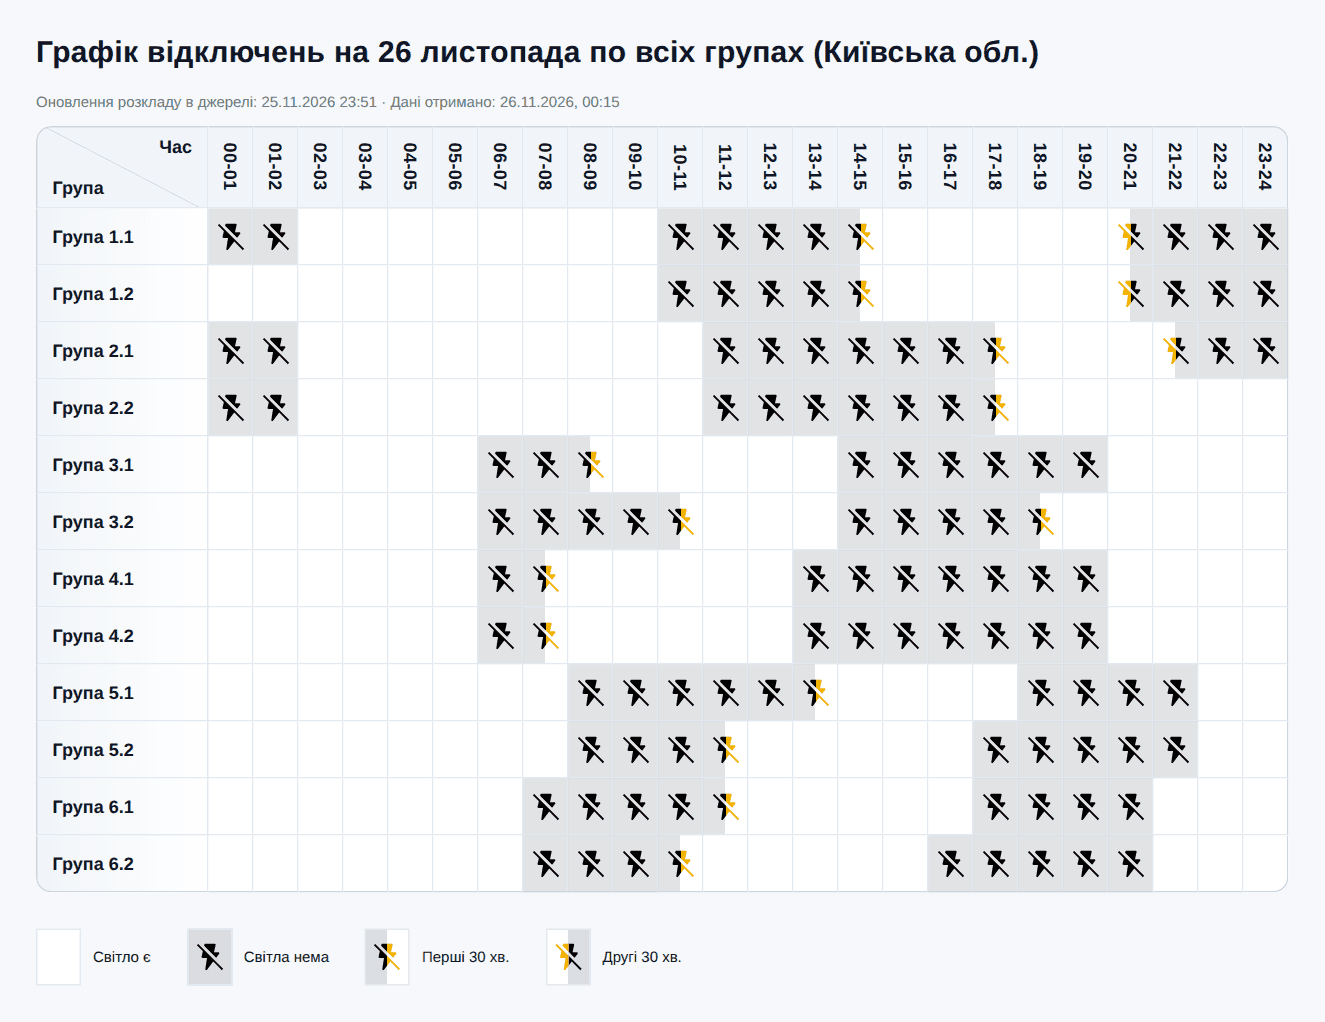 Графік відключень на 26 листопада по всіх групах (Київська обл.)
Оновлення розкладу в джерелі: 25.11.2026 23:51 · Дані отримано: 26.11.2026, 00:15
Час
Група
00-01 01-02 02-03 03-04 04-05 05-06 06-07 07-08 08-09 09-10 10-11 11-12 12-13 13-14 14-15 15-16 16-17 17-18 18-19 19-20 20-21 21-22 22-23 23-24
Група 1.1
Група 1.2
Група 2.1
Група 2.2
Група 3.1
Група 3.2
Група 4.1
Група 4.2
Група 5.1
Група 5.2
Група 6.1
Група 6.2
Світло є Світла нема Перші 30 хв. Другі 30 хв.